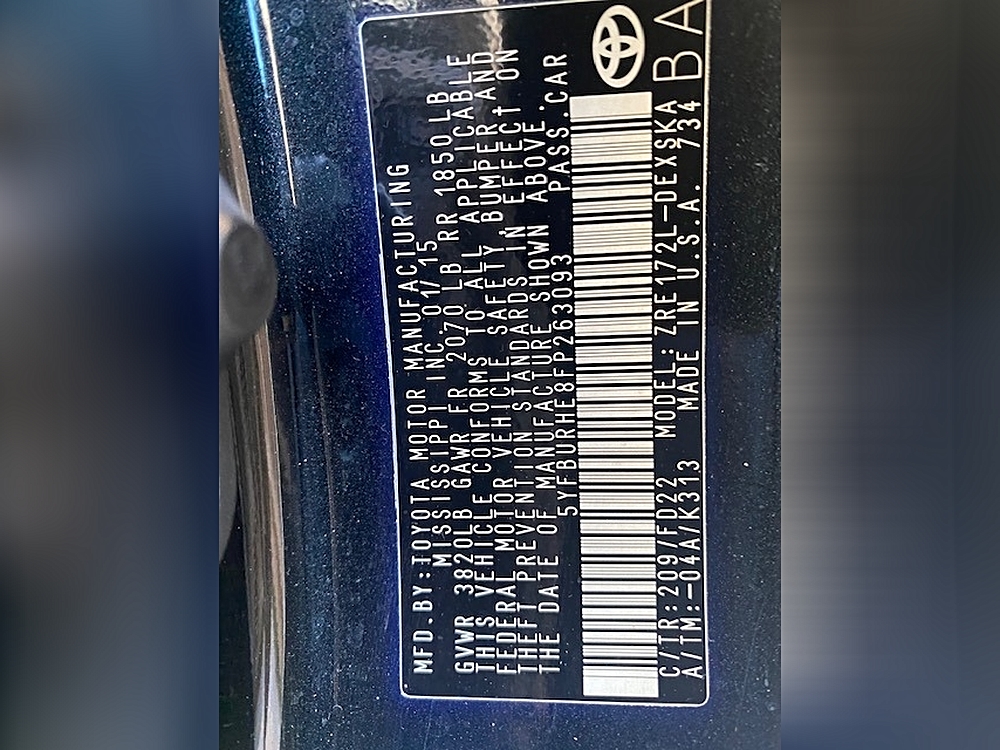 MFD.BY:TOYOTA MOTOR MANUFACTURING
MISSISSIPPI INC. 01/15
GVWR 3820LB GAWR FR 2070 LB RR 1850 LB
THIS VEHICLE CONFORMS TO ALL APPLICABLE
FEDERAL MOTOR VEHICLE SAFETY,BUMPER,AND
THEFT PREVENTION STANDARDS IN EFFECT ON
THE DATE OF MANUFACTURE SHOWN ABOVE.
5YFBURHE8FP263093 PASS.CAR
C/TR:209/FD22 MODEL: ZRE172L-DEXSKA
A/TM:-04A/K313 MADE IN U.S.A. 734
BA